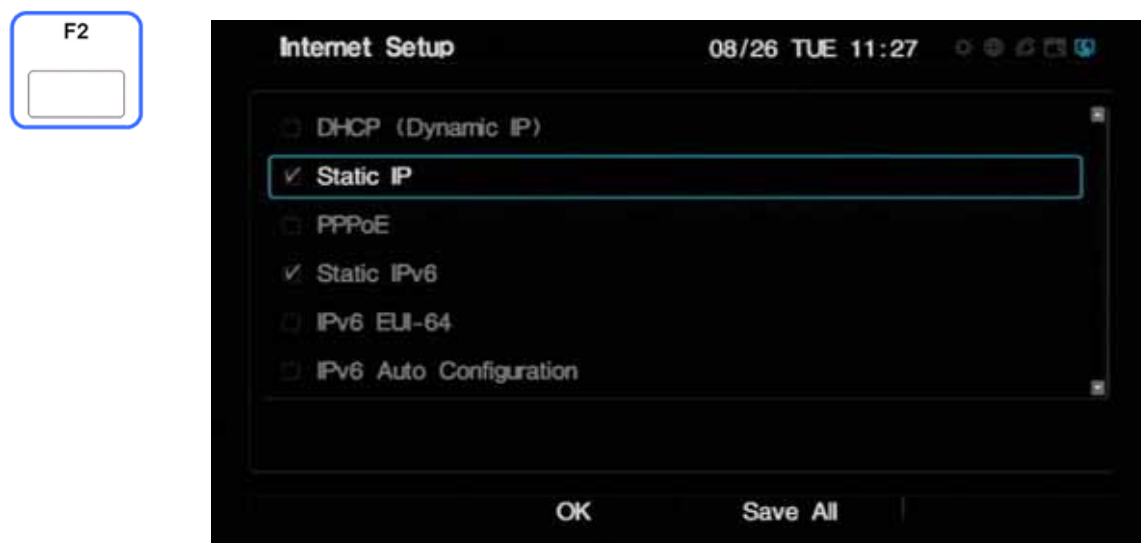 F2
Internet Setup 08/26 TUE 11:27
DHCP (Dynamic IP)
Static IP
PPPoE
Static IPv6
IPv6 EUI-64
IPv6 Auto Configuration
OK Save All